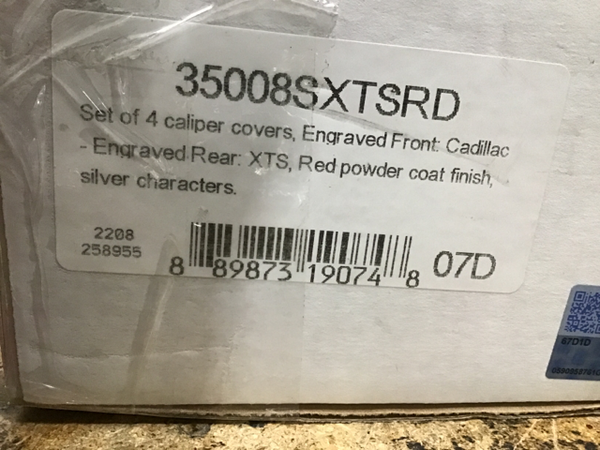 35008SXTSRD
Set of 4 caliper covers, Engraved Front: Cadillac
- Engraved Rear: XTS, Red powder coat finish,
silver characters.
2208
258955
8 89873 19074 8
07D
67D1D